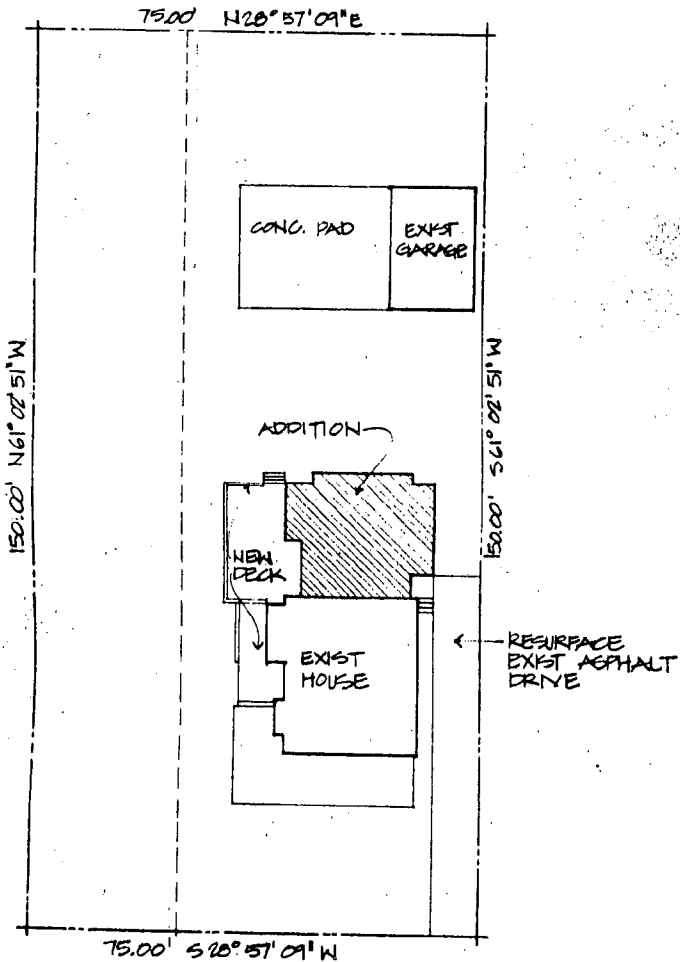 75.00' N28°57'09"E
CONC. PAD
EXIST
GARAGE
150.00' N61°02'51"W
150.00' S61°02'51"W
ADDITION
NEW
DECK
EXIST
HOUSE
RESURFACE
EXIST ASPHALT
DRIVE
75.00' S28°57'09"W